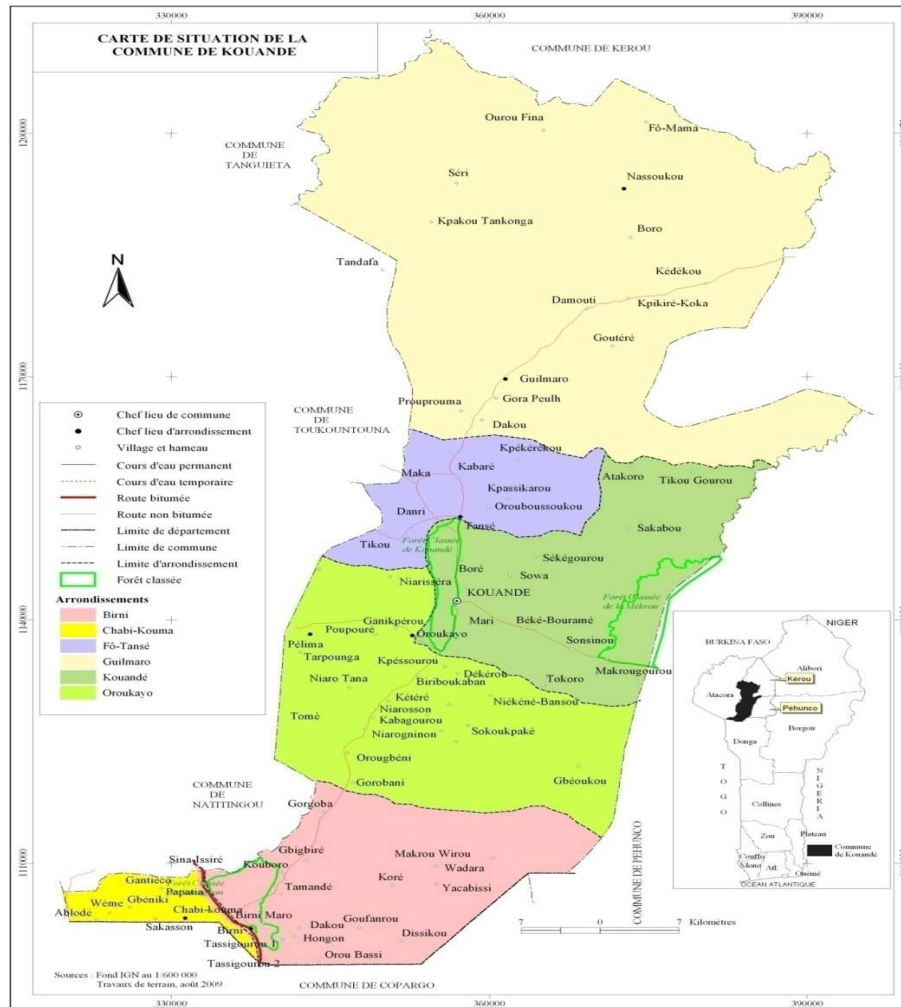 330000
360000
390000
CARTE DE SITUATION DE LA
COMMUNE DE KOUANDE
COMMUNE DE KEROU
Ourou Fina
Fô-Mama
1200000
COMMUNE
DE
TANGUIETA
Séri
Nassoukou
Kpakou Tankonga
Boro
Tandafa
Kédékou
Damouti
Kpikiré-Koka
Goutéré
1170000
Guilmaro
Gora Peulh
Prouprouma
Dakou
COMMUNE
DE
TOUKOUNTOUNA
Chef lieu de commune
Chef lieu d'arrondissement
Village et hameau
Cours d'eau permanent
Cours d'eau temporaire
Route bitumée
Route non bitumée
Limite de département
Limite de commune
Limite d'arrondissement
Forêt classée
Arrondissements
Birni
Chabi-Kouma
Fô-Tansé
Guilmaro
Kouandé
Oroukayo
Kpékérékou
Kabaré
Maka
Atakoro
Tikou Gourou
Kpassikarou
Orouboussoukou
Danri
Tansé
Sakabou
Tikou
Forêt Classée
de Kouandé
Sékégourou
Boré
Sowa
Niarisséra
KOUANDE
Forêt Classée
de la Mékrou
1140000
Ganikpérou
Mari
Béké-Bouramé
Poupouré
Oroukayo
Sonsinou
Pélima
Tarpounga
Kpéssourou
Dékérou
Makrougourou
Niaro Tana
Biriboukaban
Tokoro
Kétéré
Niékéné-Bansou
Niarosson
Tomè
Kabagourou
Sokoukpaké
Niarogninon
Orougbéni
Gbéoukou
Gorobani
COMMUNE
DE
NATITINGOU
Gorgoba
COMMUNE DE PEHUNCO
1110000
Gbigbiré
Sina-Issiré
Kouboro
Makrou Wirou
Wadara
Gantiéco
Forêt Classée
Papatia
Tamandé
Koré
Yacabissi
Wème
Gbéniki
Chabi-kouma
Ablodé
Birni Maro
Sakasson
Birni
Dakou
Goufanrou
Tassigourou 1
Hongon
Dissikou
Tassigourou 2
Orou Bassi
7
0
7 Kilomètres
Sources : Fond IGN au 1/600 000
Travaux de terrain, août 2009
COMMUNE DE COPARGO
NIGER
BURKINA FASO
Alibori
Kérou
Atacora
Péhunco
Borgou
Donga
TOGO
NIGERIA
Collines
Zou
Plateau
Couffo
Mono
Atl.
Ouémé
Commune
de Kouandé
OCEAN ATLANTIQUE
330000
360000
390000